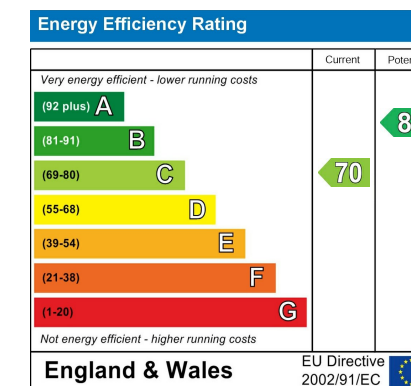 Energy Efficiency Rating
Current
Very energy efficient - lower running costs
(92 plus) A
(81-91) B
(69-80) C
70
(55-68) D
(39-54) E
(21-38) F
(1-20) G
Not energy efficient - higher running costs
England & Wales
EU Directive
2002/91/EC